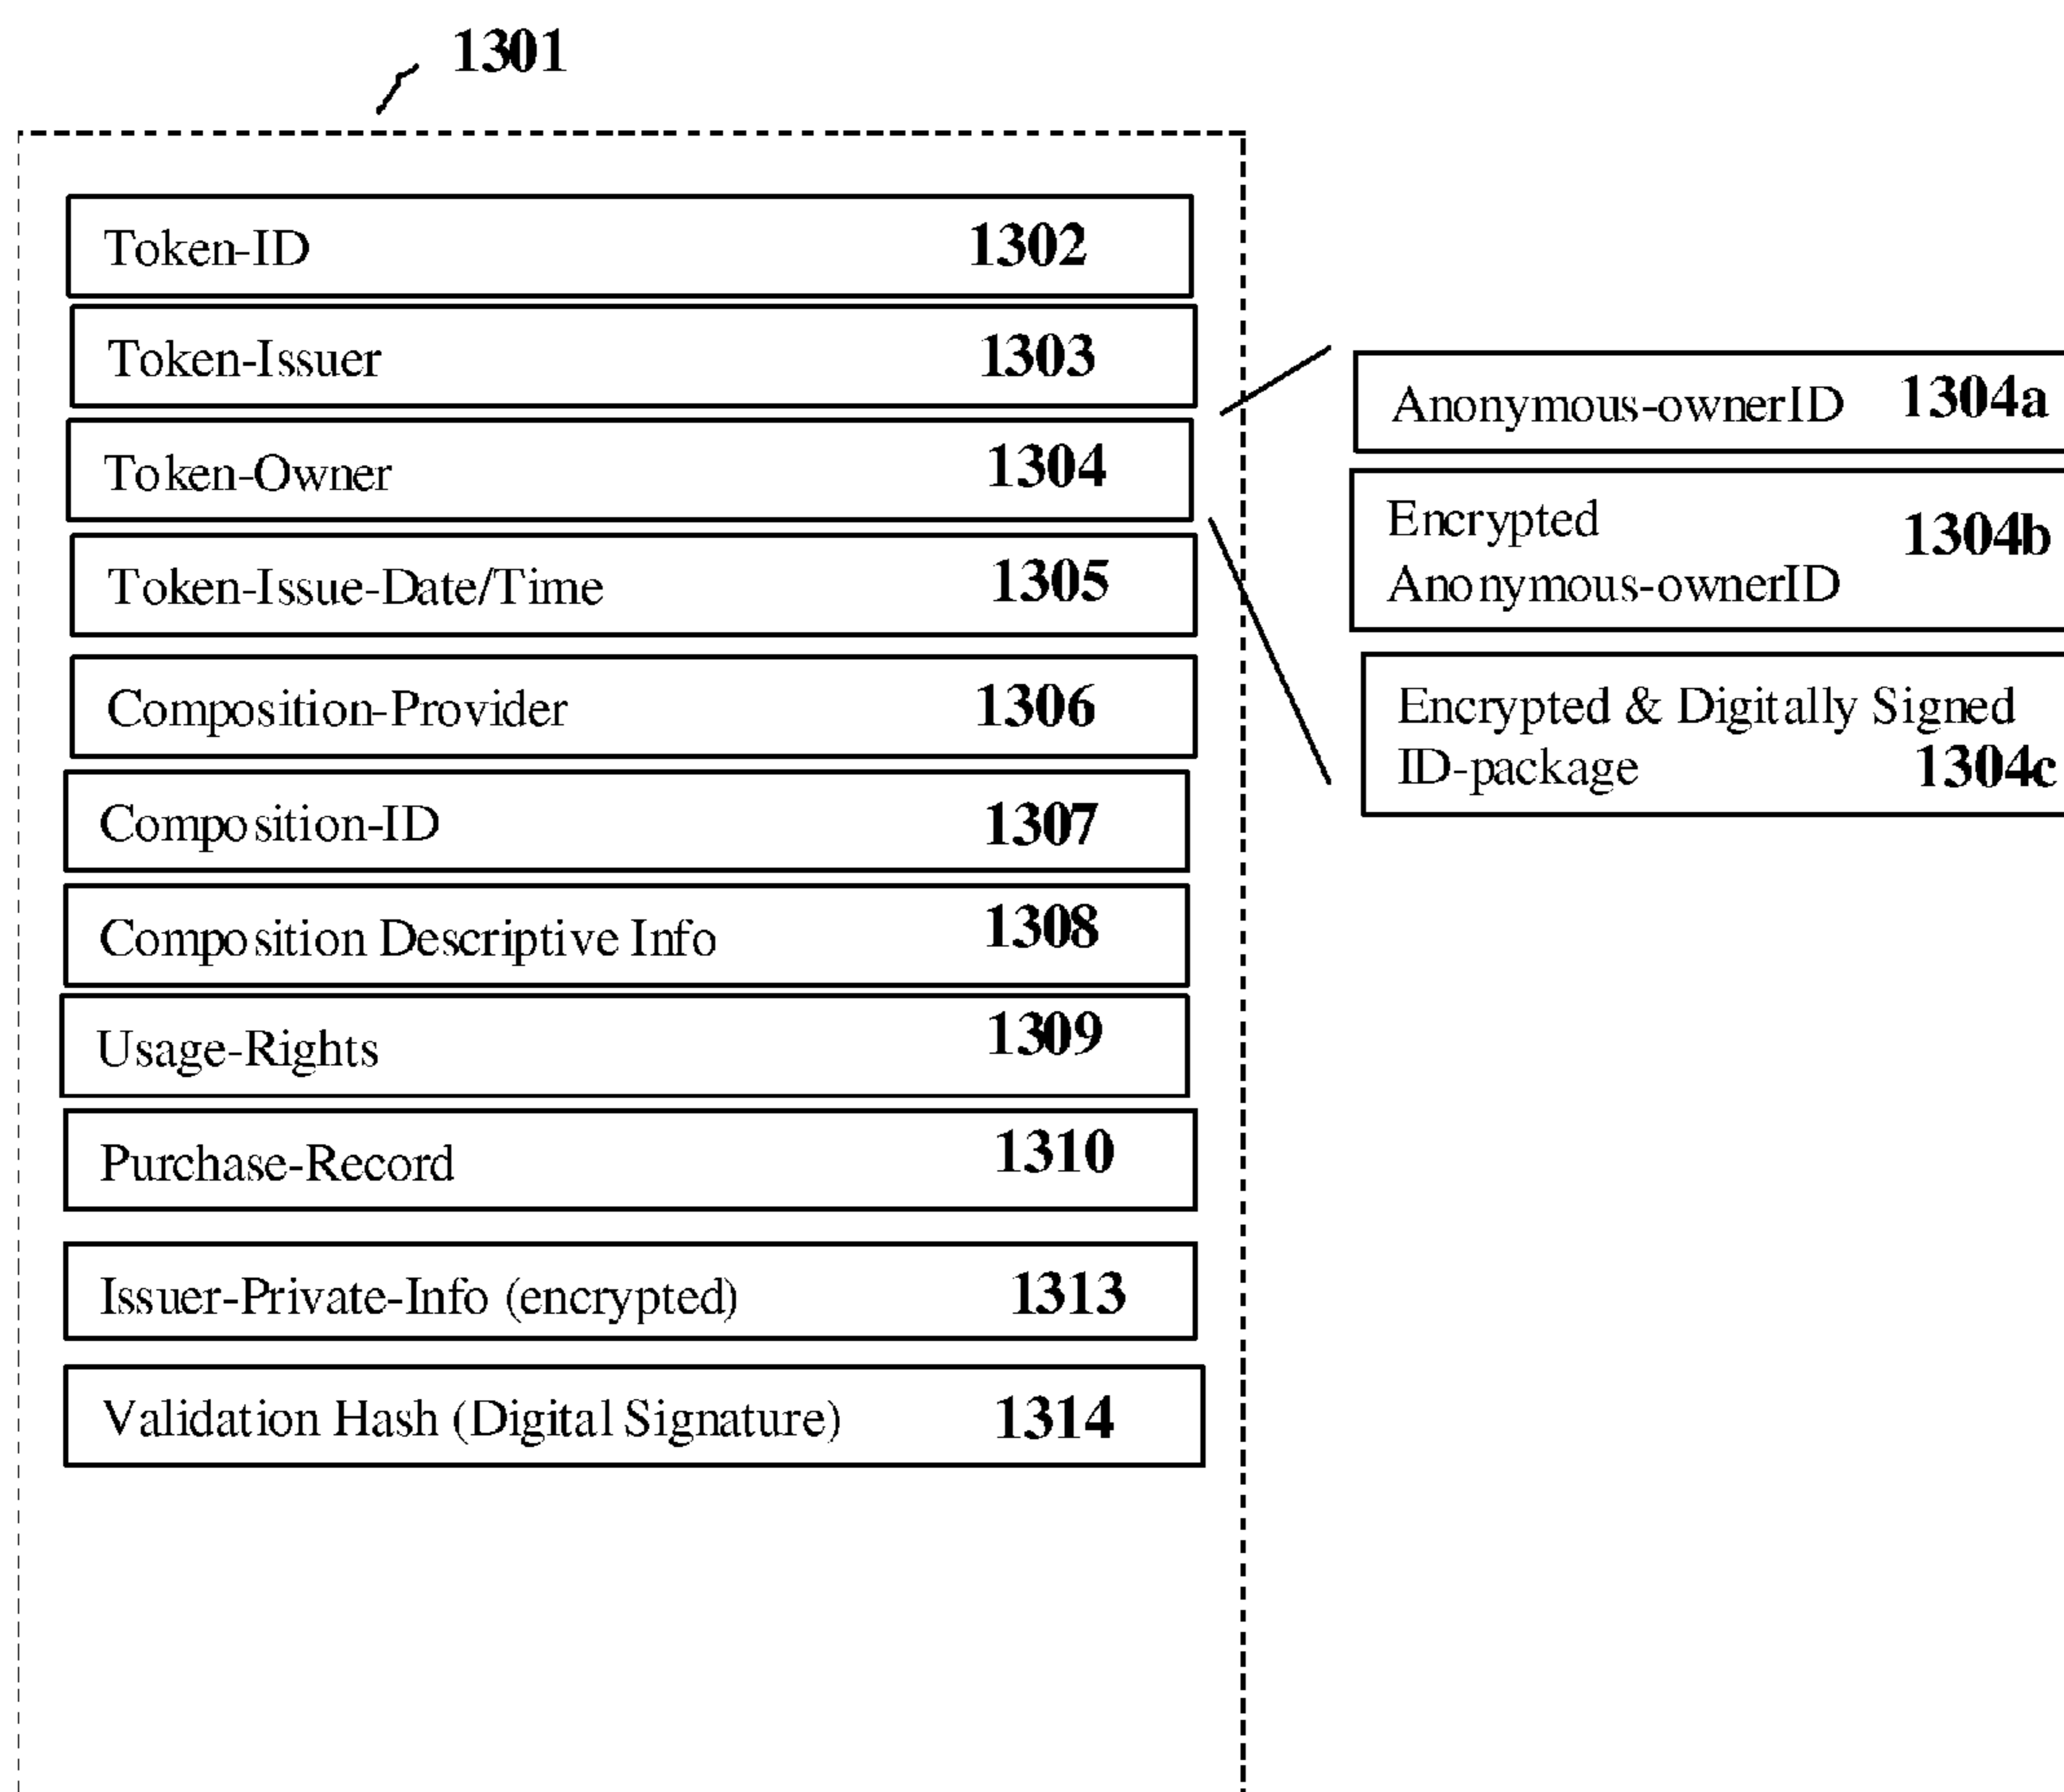 1301
Token-ID 1302
Token-Issuer 1303
Token-Owner 1304
Token-Issue-Date/Time 1305
Composition-Provider 1306
Composition-ID 1307
Composition Descriptive Info 1308
Usage-Rights 1309
Purchase-Record 1310
Issuer-Private-Info (encrypted) 1313
Validation Hash (Digital Signature) 1314
Anonymous-ownerID 1304a
Encrypted
Anonymous-ownerID 1304b
Encrypted & Digitally Signed
ID-package 1304c